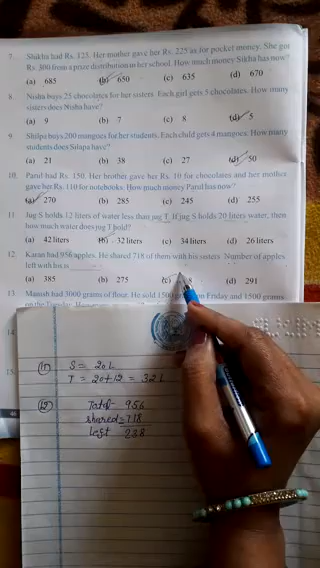 7. Shikha had Rs. 123. Her mother gave her Rs. 225 as for pocket money. She got
Rs. 300 from a prize distribution in her school. How much money Sikha has now?
(a) 685 (b) 650 (c) 635 (d) 670
8. Nisha buys 25 chocolates for her sisters. Each girl gets 5 chocolates. How many
sisters does Nisha have?
(a) 9 (b) 7 (c) 8 (d) 5
9. Shilpa buys 200 mangoes for her students. Each child gets 4 mangoes. How many
students does Silapa have?
(a) 21 (b) 38 (c) 27 (d) 50
10. Parul had Rs. 150. Her brother gave her Rs. 10 for chocolates and her mother
gave her Rs. 110 for notebooks. How much money Parul has now?
(a) 270 (b) 285 (c) 245 (d) 255
11. Jug S holds 12 liters of water less than jug T. If jug S holds 20 liters water, then
how much water does jug T hold?
(a) 42 liters (b) 32 liters (c) 34 liters (d) 26 liters
12. Karan had 956 apples. He shared 718 of them with his sisters. Number of apples
left with his is
(a) 385 (b) 275 (c) 8 (d) 291
13. Manish had 3000 grams of flour. He sold 1500 on Friday and 1500 grams
14
15
(11) S = 20 L
T = 20+12 = 32 L
(12) Total - 956
shared = 718
Left 238